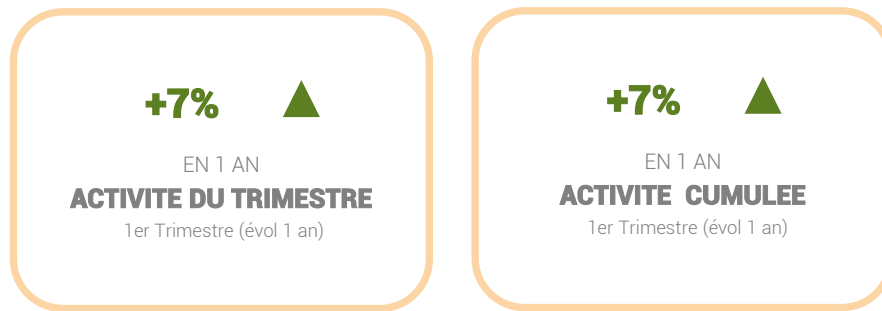 +7%
EN 1 AN
ACTIVITE DU TRIMESTRE
1er Trimestre (évol 1 an)
+7%
EN 1 AN
ACTIVITE CUMULEE
1er Trimestre (évol 1 an)